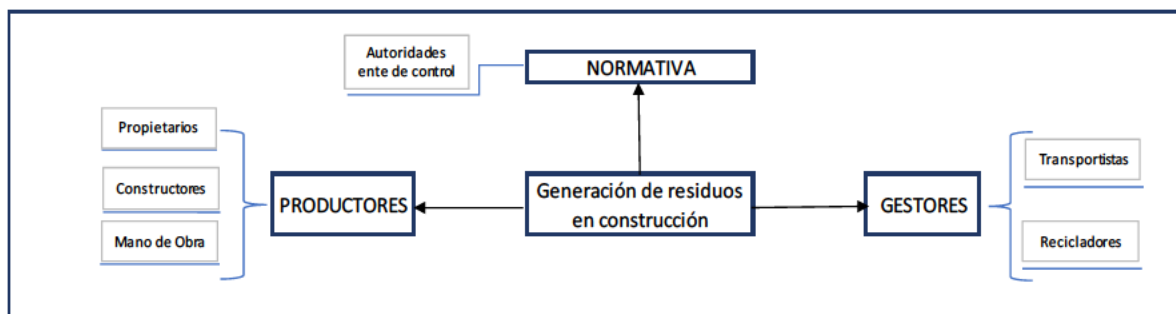 Autoridades
ente de control
NORMATIVA
Propietarios
Constructores
Mano de Obra
PRODUCTORES
Generación de residuos
en construcción
GESTORES
Transportistas
Recicladores